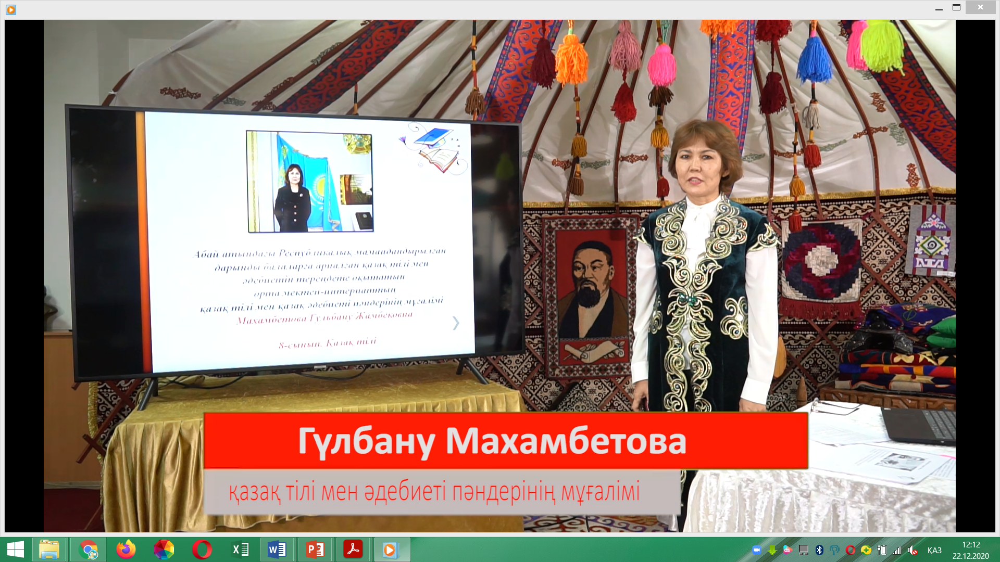 Абай атындағы Республикалық мамандандырылған
дарынды балаларға арналған қазақ тілі мен
әдебиетін тереңдете оқытатын
орта мектеп-интернаттың
қазақ тілі мен қазақ әдебиеті пәндерінің мұғалімі
Махамбетова Гульбану Жамбековна
8-сынып. Қазақ тілі
Гүлбану Махамбетова
қазақ тілі мен әдебиеті пәндерінің мұғалімі
ҚАЗ
12:12
22.12.2020